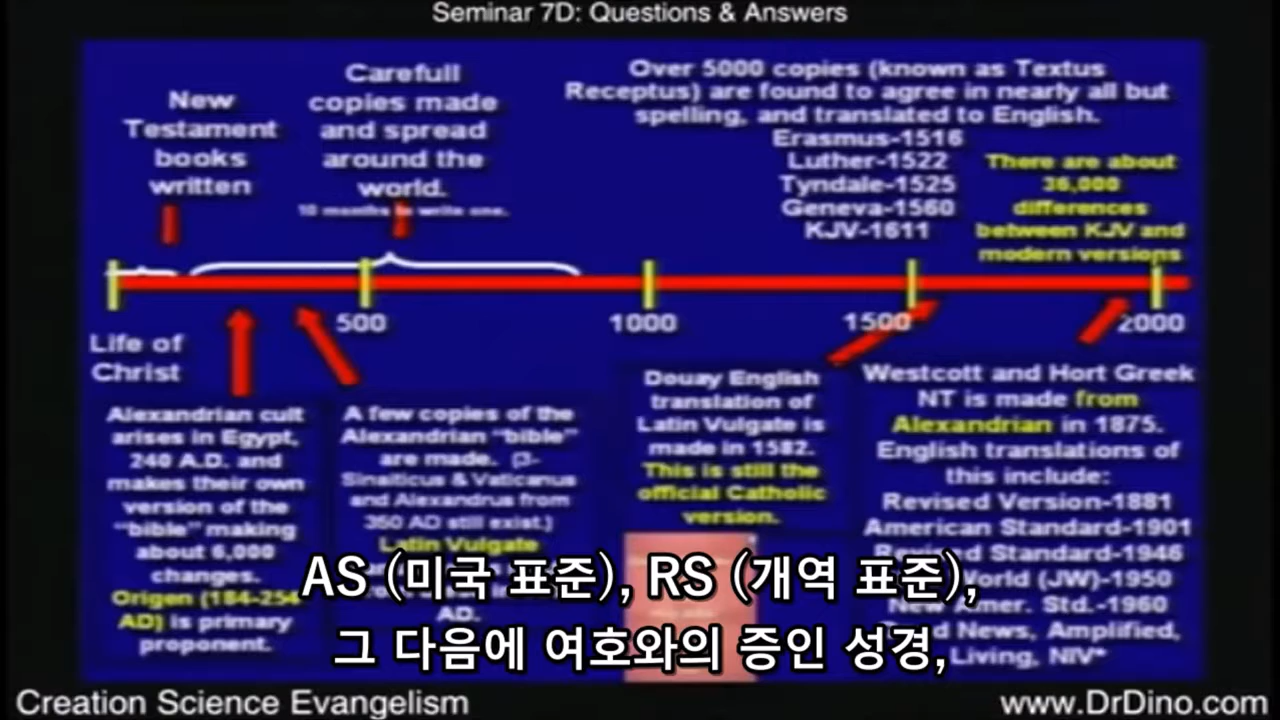 Seminar 7D: Questions & Answers
New
Testament
books
written
Carefull
copies made
and spread
around the
world.
10 months to write one.
Over 5000 copies (known as Textus
Receptus) are found to agree in nearly all but
spelling, and translated to English.
Erasmus-1516
Luther-1522
Tyndale-1525
Geneva-1560
KJV-1611
There are about
36,000
differences
between KJV and
modern versions
500
1000
1500
2000
Life of
Christ
Alexandrian cult
arises in Egypt,
240 A.D. and
makes their own
version of the
"bible" making
about 6,000
changes.
Origen (184-254
AD) is primary
proponent.
A few copies of the
Alexandrian "bible"
are made. (3-
Sinaiticus & Vaticanus
and Alexandrus from
350 AD still exist.)
Latin Vulgate
AD.
Douay English
translation of
Latin Vulgate is
made in 1582.
This is still the
official Catholic
version.
Westcott and Hort Greek
NT is made from
Alexandrian in 1875.
English translations of
this include:
Revised Version-1881
American Standard-1901
Standard-1946
World (JW)-1950
New Amer. Std.-1960
News, Amplified,
Living, NIV*
AS (미국 표준), RS (개역 표준),
그 다음에 여호와의 증인 성경,
Creation Science Evangelism
www.DrDino.com